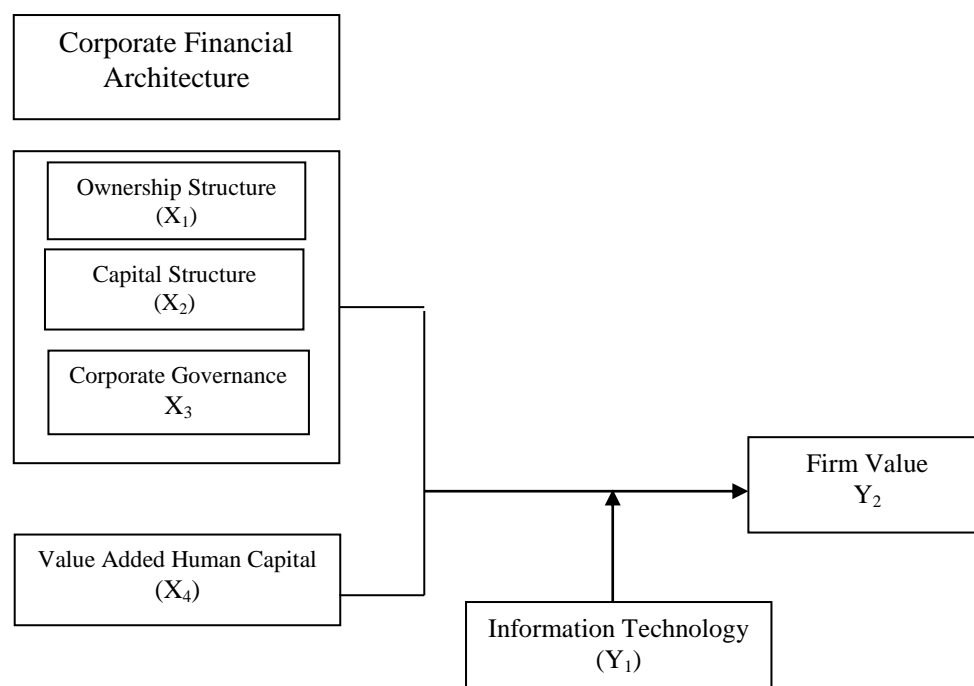 Corporate Financial
Architecture
Ownership Structure
(X₁)
Capital Structure
(X₂)
Corporate Governance
X₃
Value Added Human Capital
(X₄)
Information Technology
(Y₁)
Firm Value
Y₂